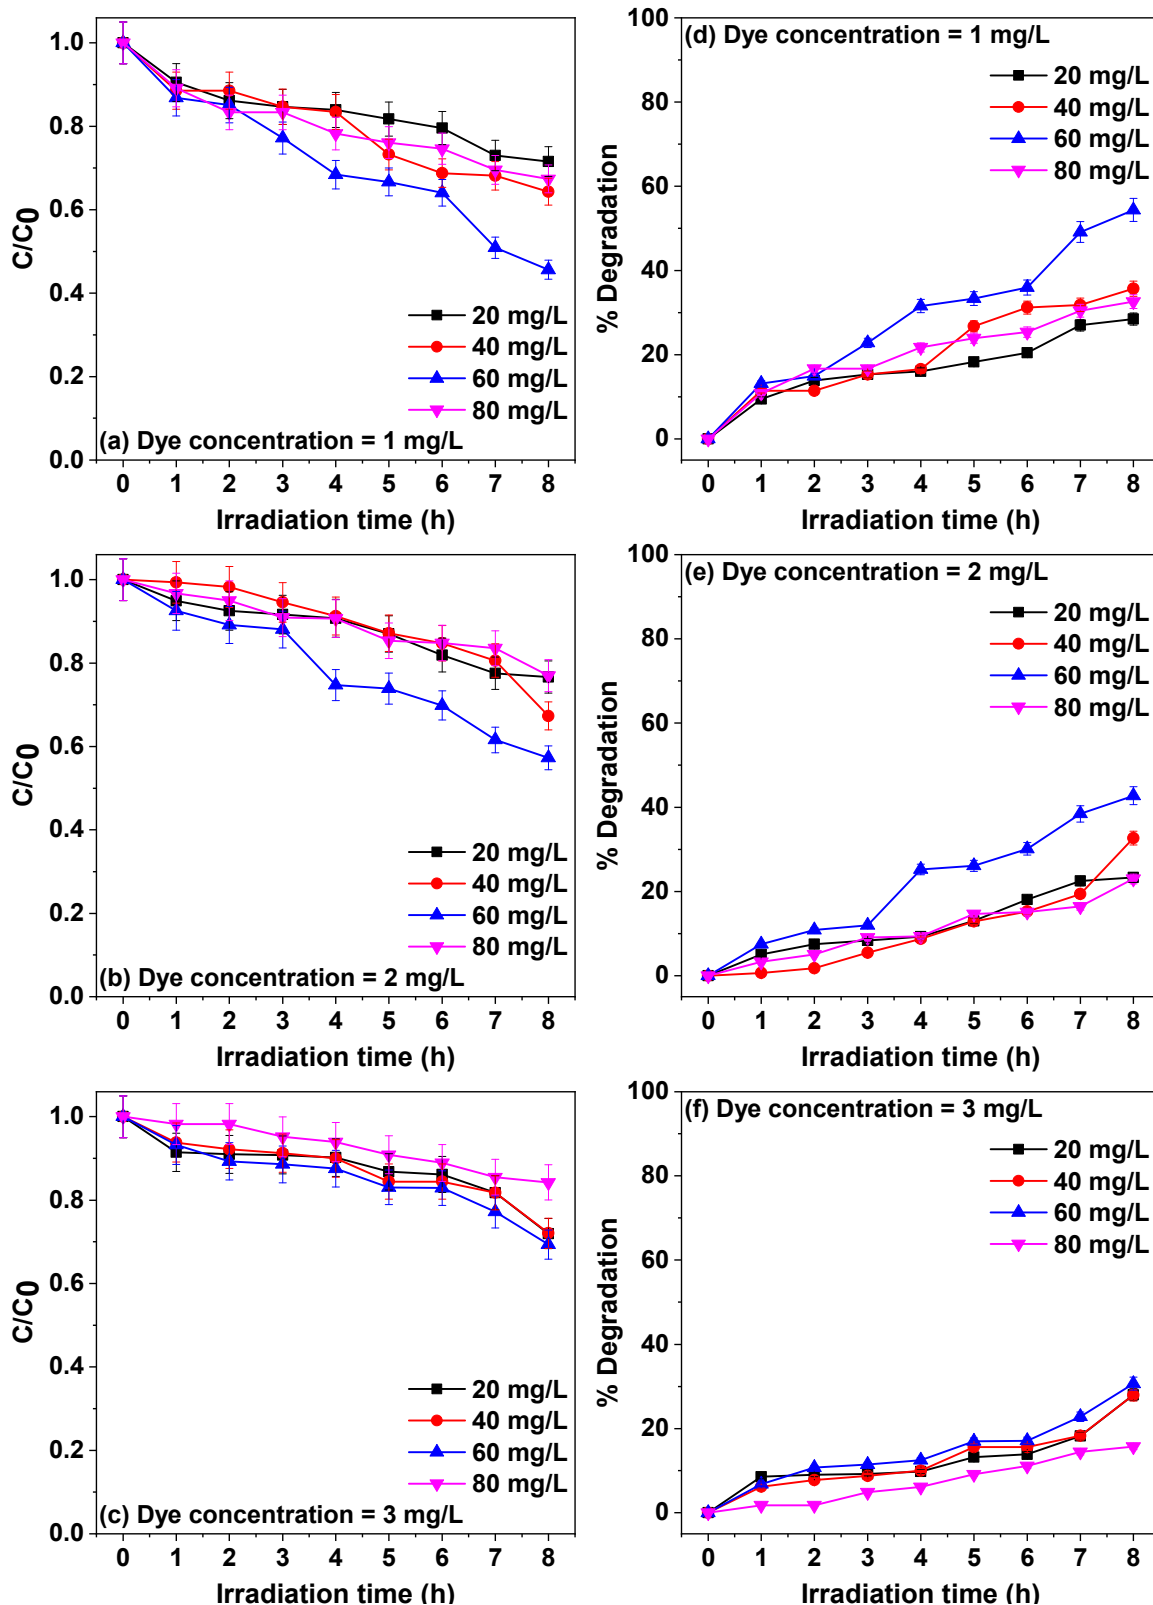 1.0
0.8
0.6
0.4
0.2
0.0
C/C0
20 mg/L
40 mg/L
60 mg/L
80 mg/L
(a) Dye concentration = 1 mg/L
0 1 2 3 4 5 6 7 8
Irradiation time (h)
100
80
60
40
20
0
% Degradation
(d) Dye concentration = 1 mg/L
20 mg/L
40 mg/L
60 mg/L
80 mg/L
0 1 2 3 4 5 6 7 8
Irradiation time (h)
1.0
0.8
0.6
0.4
0.2
0.0
C/C0
20 mg/L
40 mg/L
60 mg/L
80 mg/L
(b) Dye concentration = 2 mg/L
0 1 2 3 4 5 6 7 8
Irradiation time (h)
100
80
60
40
20
0
% Degradation
(e) Dye concentration = 2 mg/L
20 mg/L
40 mg/L
60 mg/L
80 mg/L
0 1 2 3 4 5 6 7 8
Irradiation time (h)
1.0
0.8
0.6
0.4
0.2
0.0
C/C0
20 mg/L
40 mg/L
60 mg/L
80 mg/L
(c) Dye concentration = 3 mg/L
0 1 2 3 4 5 6 7 8
Irradiation time (h)
100
80
60
40
20
0
% Degradation
(f) Dye concentration = 3 mg/L
20 mg/L
40 mg/L
60 mg/L
80 mg/L
0 1 2 3 4 5 6 7 8
Irradiation time (h)